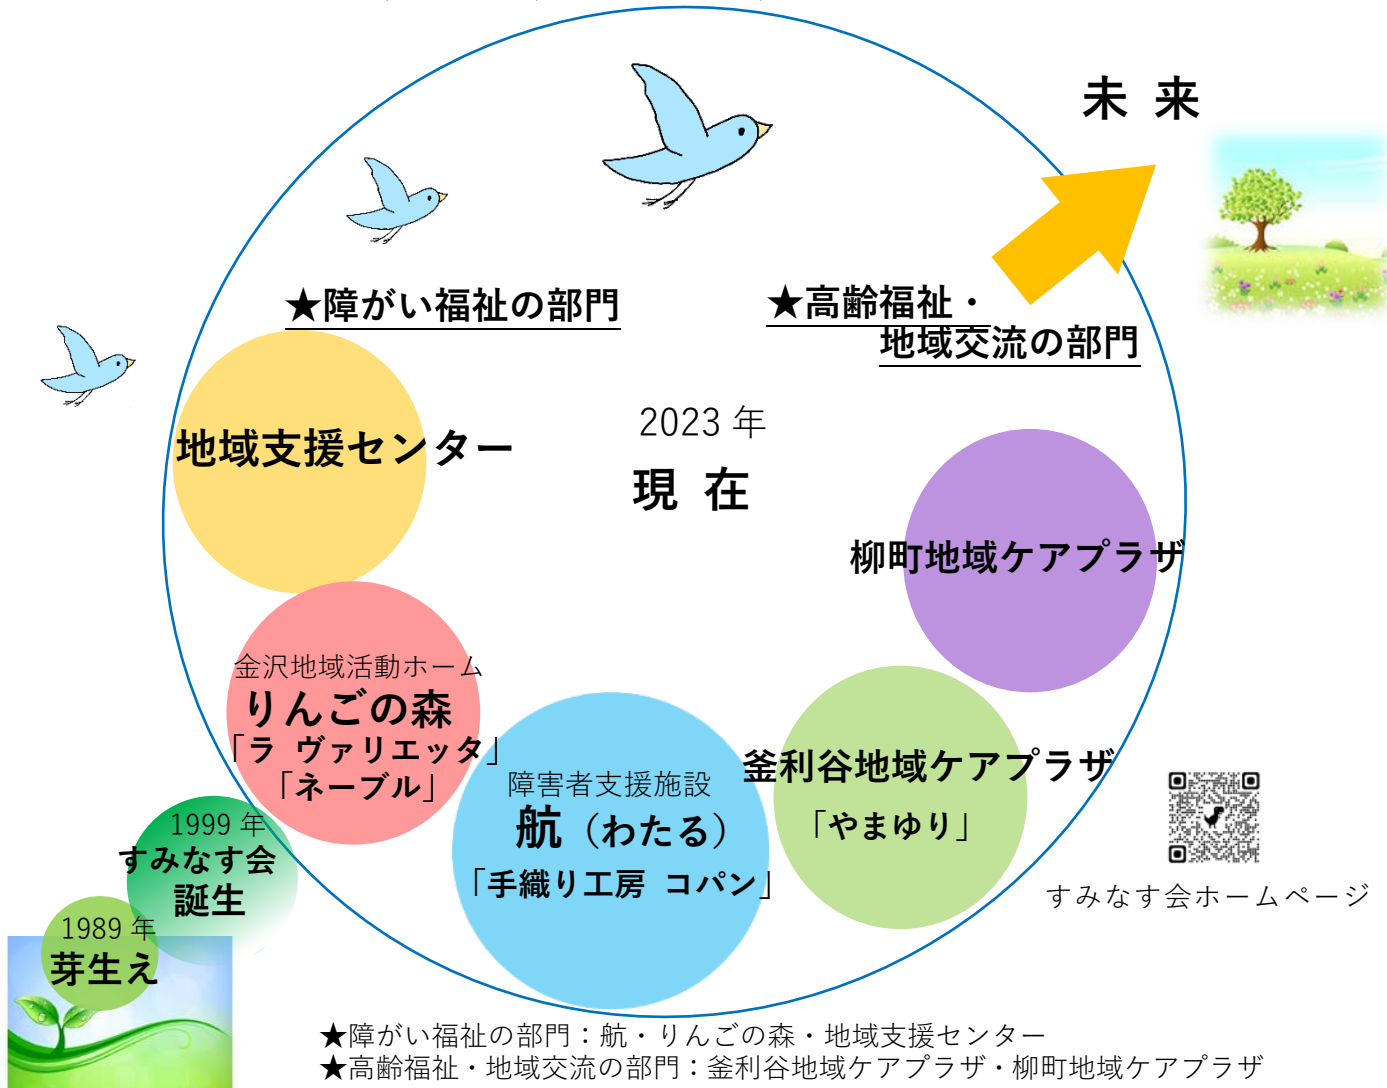 未 来
★障がい福祉の部門
★高齢福祉・
地域交流の部門
2023 年
現 在
地域支援センター
柳町地域ケアプラザ
金沢地域活動ホーム
りんごの森
「ラ ヴァリエッタ」
「ネーブル」
障害者支援施設
航（わたる）
「手織り工房 コパン」
釜利谷地域ケアプラザ
「やまゆり」
1999 年
すみなす会
誕生
1989 年
芽生え
すみなす会ホームページ
★障がい福祉の部門：航・りんごの森・地域支援センター
★高齢福祉・地域交流の部門：釜利谷地域ケアプラザ・柳町地域ケアプラザ